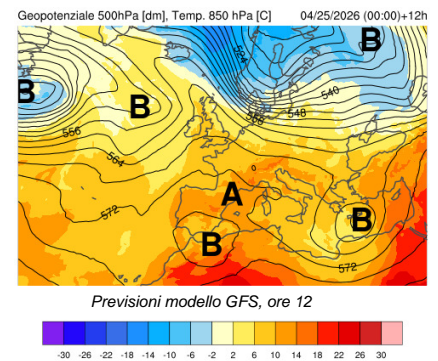 Geopotenziale 500hPa [dm], Temp. 850 hPa [C] 04/25/2026 (00:00)+12h
B
524
B
B
540
556
548
556
564
A
572
B
B
572
Previsioni modello GFS, ore 12
-30 -26 -22 -18 -14 -10 -6 -2 2 6 10 14 18 22 26 30